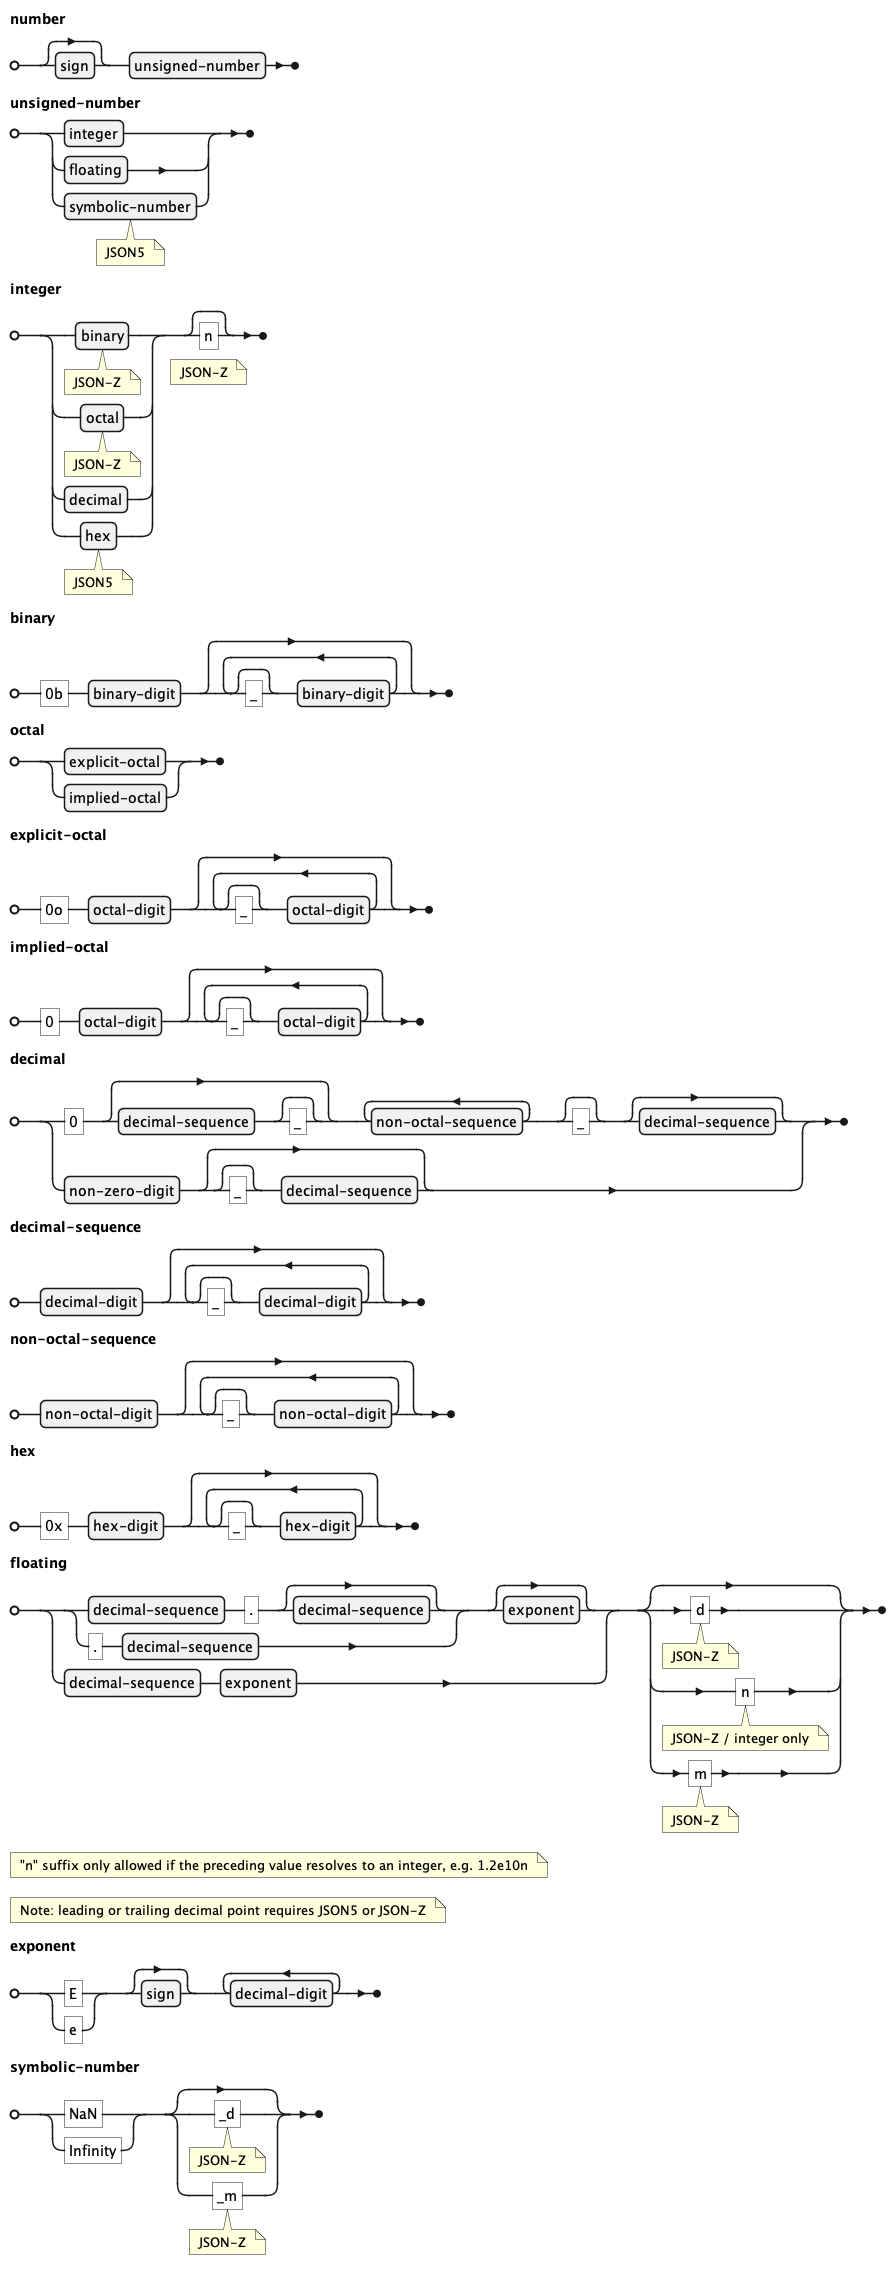 number
sign unsigned-number
unsigned-number
integer
floating
symbolic-number
JSON5
integer
binary n
JSON-Z JSON-Z
octal
JSON-Z
decimal
hex
JSON5
binary
0b binary-digit _ binary-digit
octal
explicit-octal
implied-octal
explicit-octal
0o octal-digit _ octal-digit
implied-octal
0 octal-digit _ octal-digit
decimal
0 decimal-sequence _ non-octal-sequence _ decimal-sequence
non-zero-digit _ decimal-sequence
decimal-sequence
decimal-digit _ decimal-digit
non-octal-sequence
non-octal-digit _ non-octal-digit
hex
0x hex-digit _ hex-digit
floating
decimal-sequence . decimal-sequence exponent d
. decimal-sequence JSON-Z
decimal-sequence exponent n
JSON-Z / integer only
m
JSON-Z
"n" suffix only allowed if the preceding value resolves to an integer, e.g. 1.2e10n
Note: leading or trailing decimal point requires JSON5 or JSON-Z
exponent
E sign decimal-digit
e
symbolic-number
NaN _d
Infinity JSON-Z
_m
JSON-Z